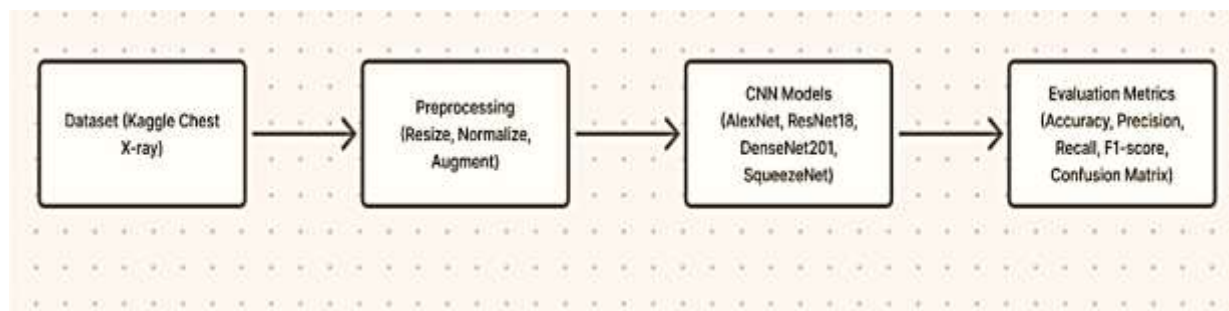 Dataset (Kaggle Chest
X-ray)
Preprocessing
(Resize, Normalize,
Augment)
CNN Models
(AlexNet, ResNet18,
DenseNet201,
SqueezeNet)
Evaluation Metrics
(Accuracy, Precision,
Recall, F1-score,
Confusion Matrix)